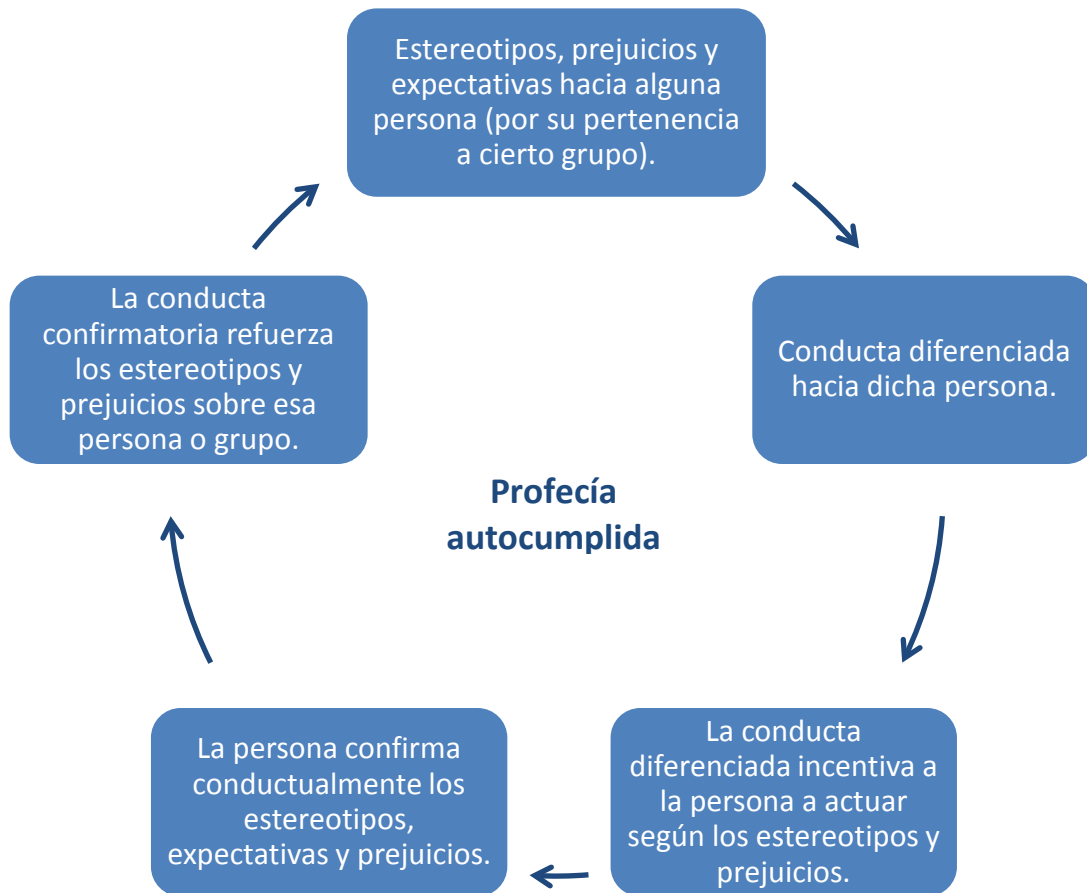 Estereotipos, prejuicios y
expectativas hacia alguna
persona (por su pertenencia
a cierto grupo).
Conducta diferenciada
hacia dicha persona.
La conducta
diferenciada incentiva a
la persona a actuar
según los estereotipos y
prejuicios.
La persona confirma
conductualmente los
estereotipos,
expectativas y prejuicios.
La conducta
confirmatoria refuerza
los estereotipos y
prejuicios sobre esa
persona o grupo.
Profecía
autocumplida